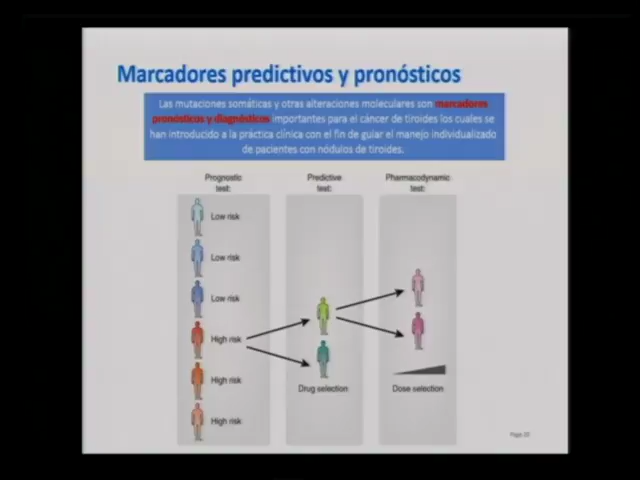 Marcadores predictivos y pronósticos
Las mutaciones somáticas y otras alteraciones moleculares son marcadores
pronósticos y diagnósticos importantes para el cáncer de tiroides los cuales se
han introducido a la práctica clínica con el fin de guiar el manejo individualizado
de pacientes con nódulos de tiroides.
Prognostic
test:
Low risk
Low risk
Low risk
High risk
High risk
High risk
Predictive
test:
Drug selection
Pharmacodynamic
test:
Dose selection